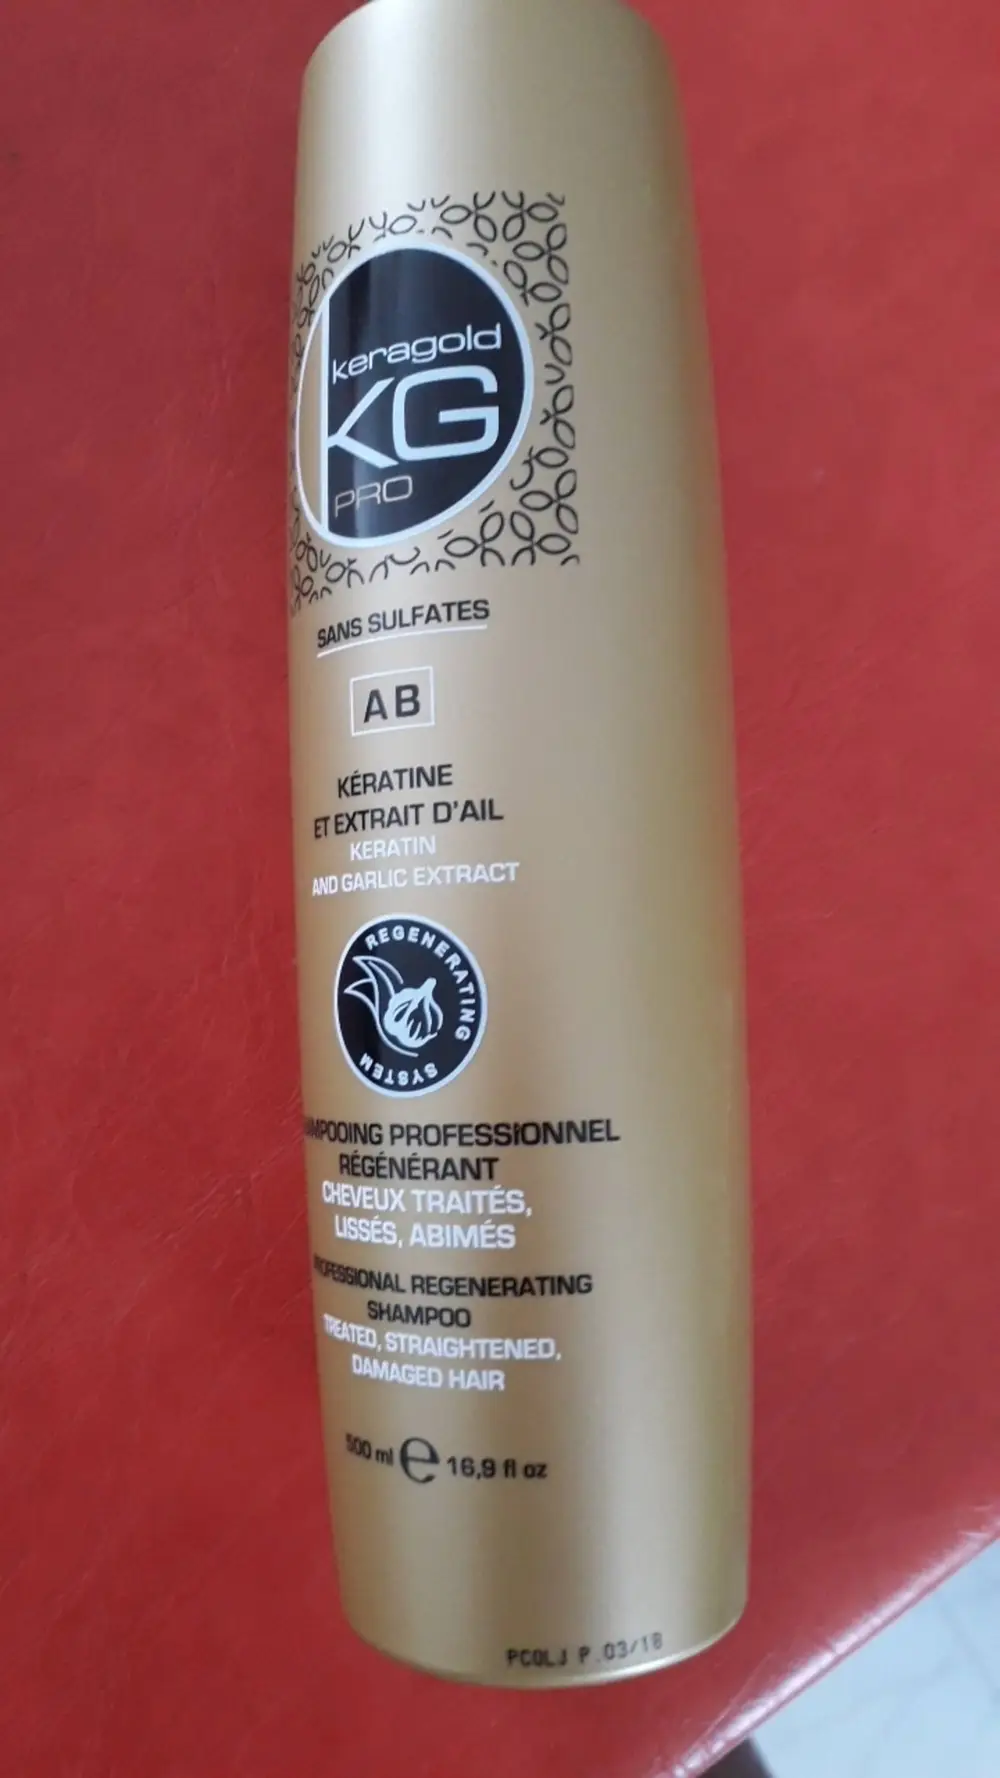 keragold
KG
PRO
SANS SULFATES
AB
KÉRATINE
ET EXTRAIT D'AIL
KERATIN
AND GARLIC EXTRACT
REGENERATING
SYSTEM
PROFESSIONNEL
RÉGÉNÉRANT
CHEVEUX TRAITÉS,
LISSÉS, ABIMÉS
REGENERATING
SHAMPOO
TREATED, STRAIGHTENED,
DAMAGED HAIR
500 ml e 16,9 fl oz
PCOLJ P.03/18